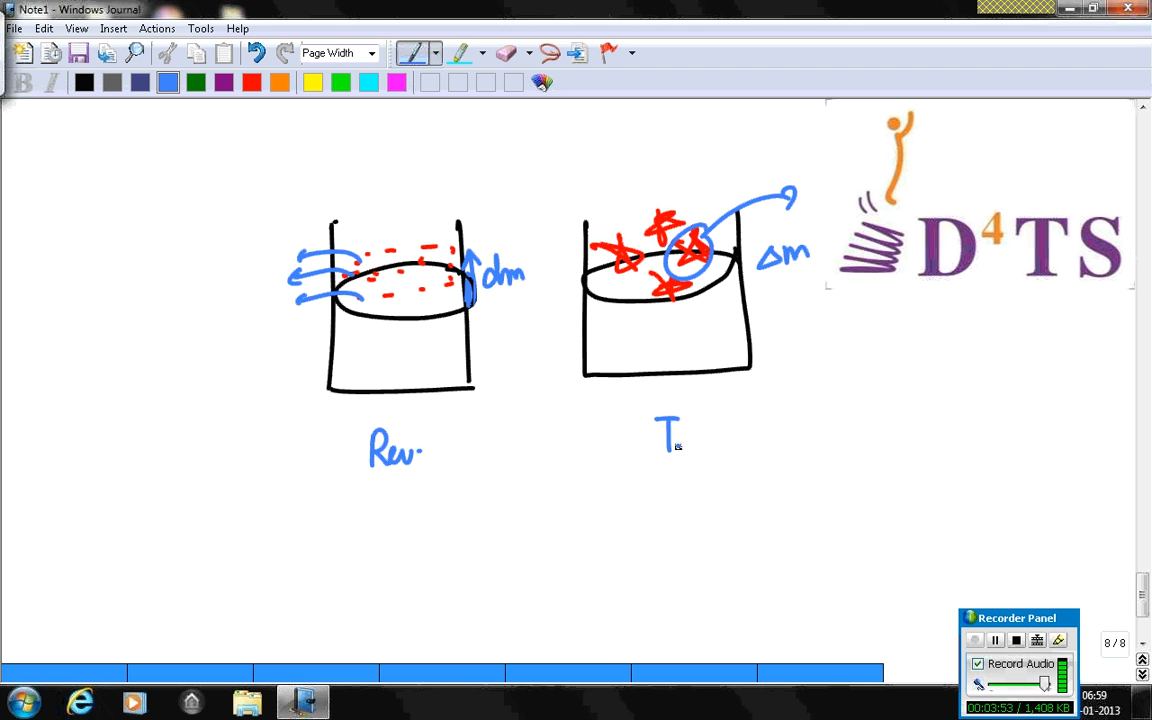 Note1 - Windows Journal
File Edit View Insert Actions Tools Help
Page Width
B I
D4TS
dm
Δm
Rev.
T
8 / 8
Recorder Panel
Record Audio
00:03:53 / 1,408 KB
06:59
-01-2013